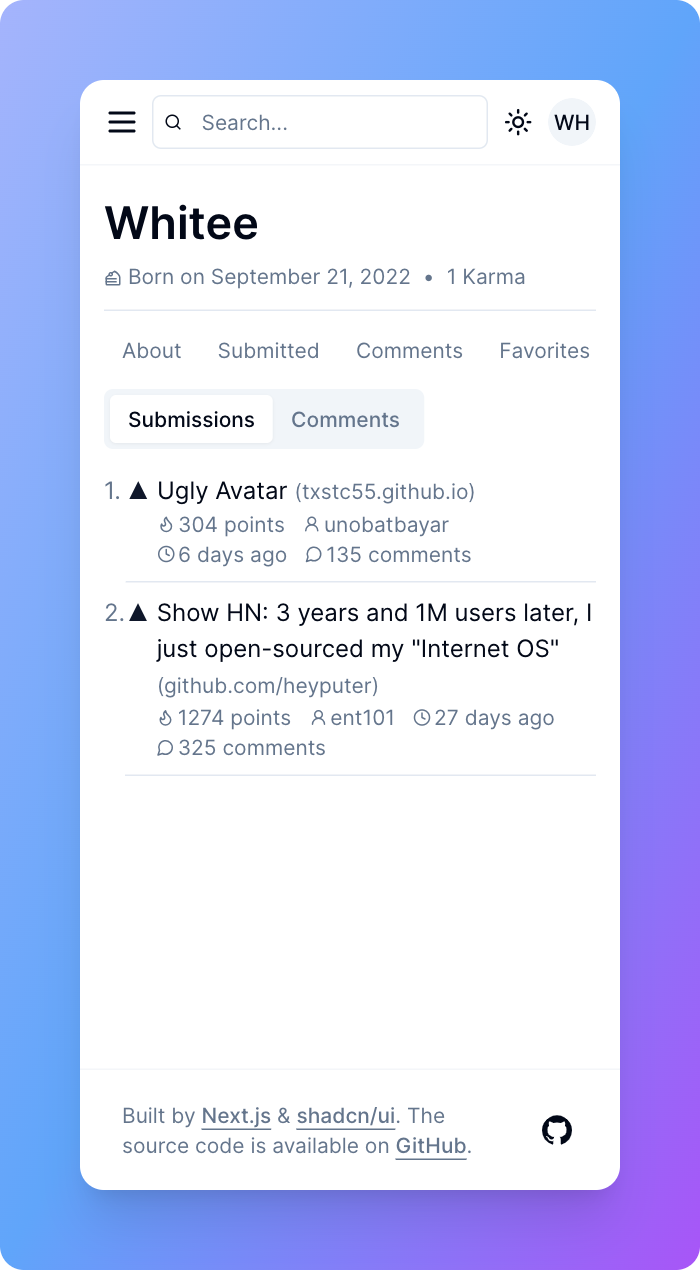 Search...
WH
Whitee
Born on September 21, 2022 • 1 Karma
About Submitted Comments Favorites
Submissions Comments
1. ▲ Ugly Avatar (txstc55.github.io)
304 points unobatbayar
6 days ago 135 comments
2. ▲ Show HN: 3 years and 1M users later, I
just open-sourced my "Internet OS"
(github.com/heyputer)
1274 points ent101 27 days ago
325 comments
Built by Next.js & shadcn/ui. The
source code is available on GitHub.